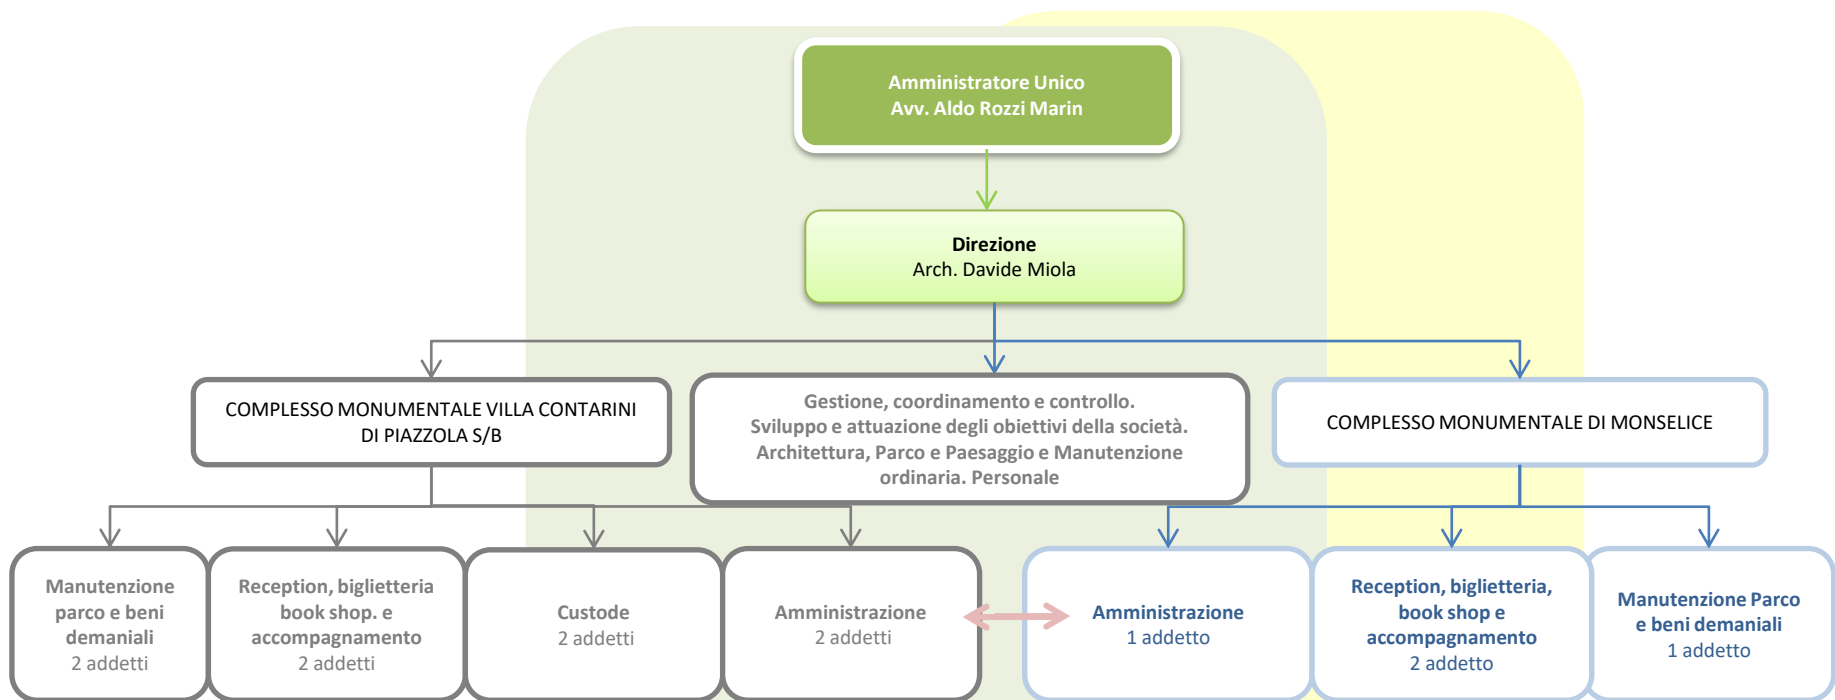 Amministratore Unico
Avv. Aldo Rozzi Marin
Direzione
Arch. Davide Miola
COMPLESSO MONUMENTALE VILLA CONTARINI
DI PIAZZOLA S/B
Gestione, coordinamento e controllo.
Sviluppo e attuazione degli obiettivi della società.
Architettura, Parco e Paesaggio e Manutenzione
ordinaria. Personale
COMPLESSO MONUMENTALE DI MONSELICE
Manutenzione
parco e beni
demaniali
2 addetti
Reception, biglietteria
book shop. e
accompagnamento
2 addetti
Custode
2 addetti
Amministrazione
2 addetti
Amministrazione
1 addetto
Reception, biglietteria,
book shop e
accompagnamento
2 addetto
Manutenzione Parco
e beni demaniali
1 addetto